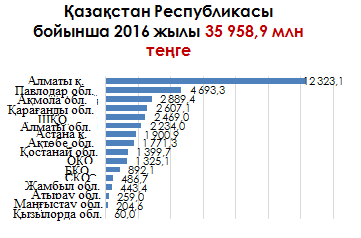 Қазақстан Республикасы
бойынша 2016 жылы 35 958,9 млн
теңге
Алматы қ. 12 323,1
Павлодар обл. 4 693,3
Ақмола обл. 2 889,4
Қарағанды обл. 2 607,1
ШҚО 2 469,0
Алматы обл. 2 234,0
Астана қ. 1 900,9
Ақтөбе обл. 1 771,3
Қостанай обл. 1 399,7
ОҚО 1 325,1
БҚО 892,1
СҚО 486,7
Жамбыл обл. 443,4
Атырау обл. 259,0
Маңғыстау обл. 204,6
Қызылорда обл. 60,0